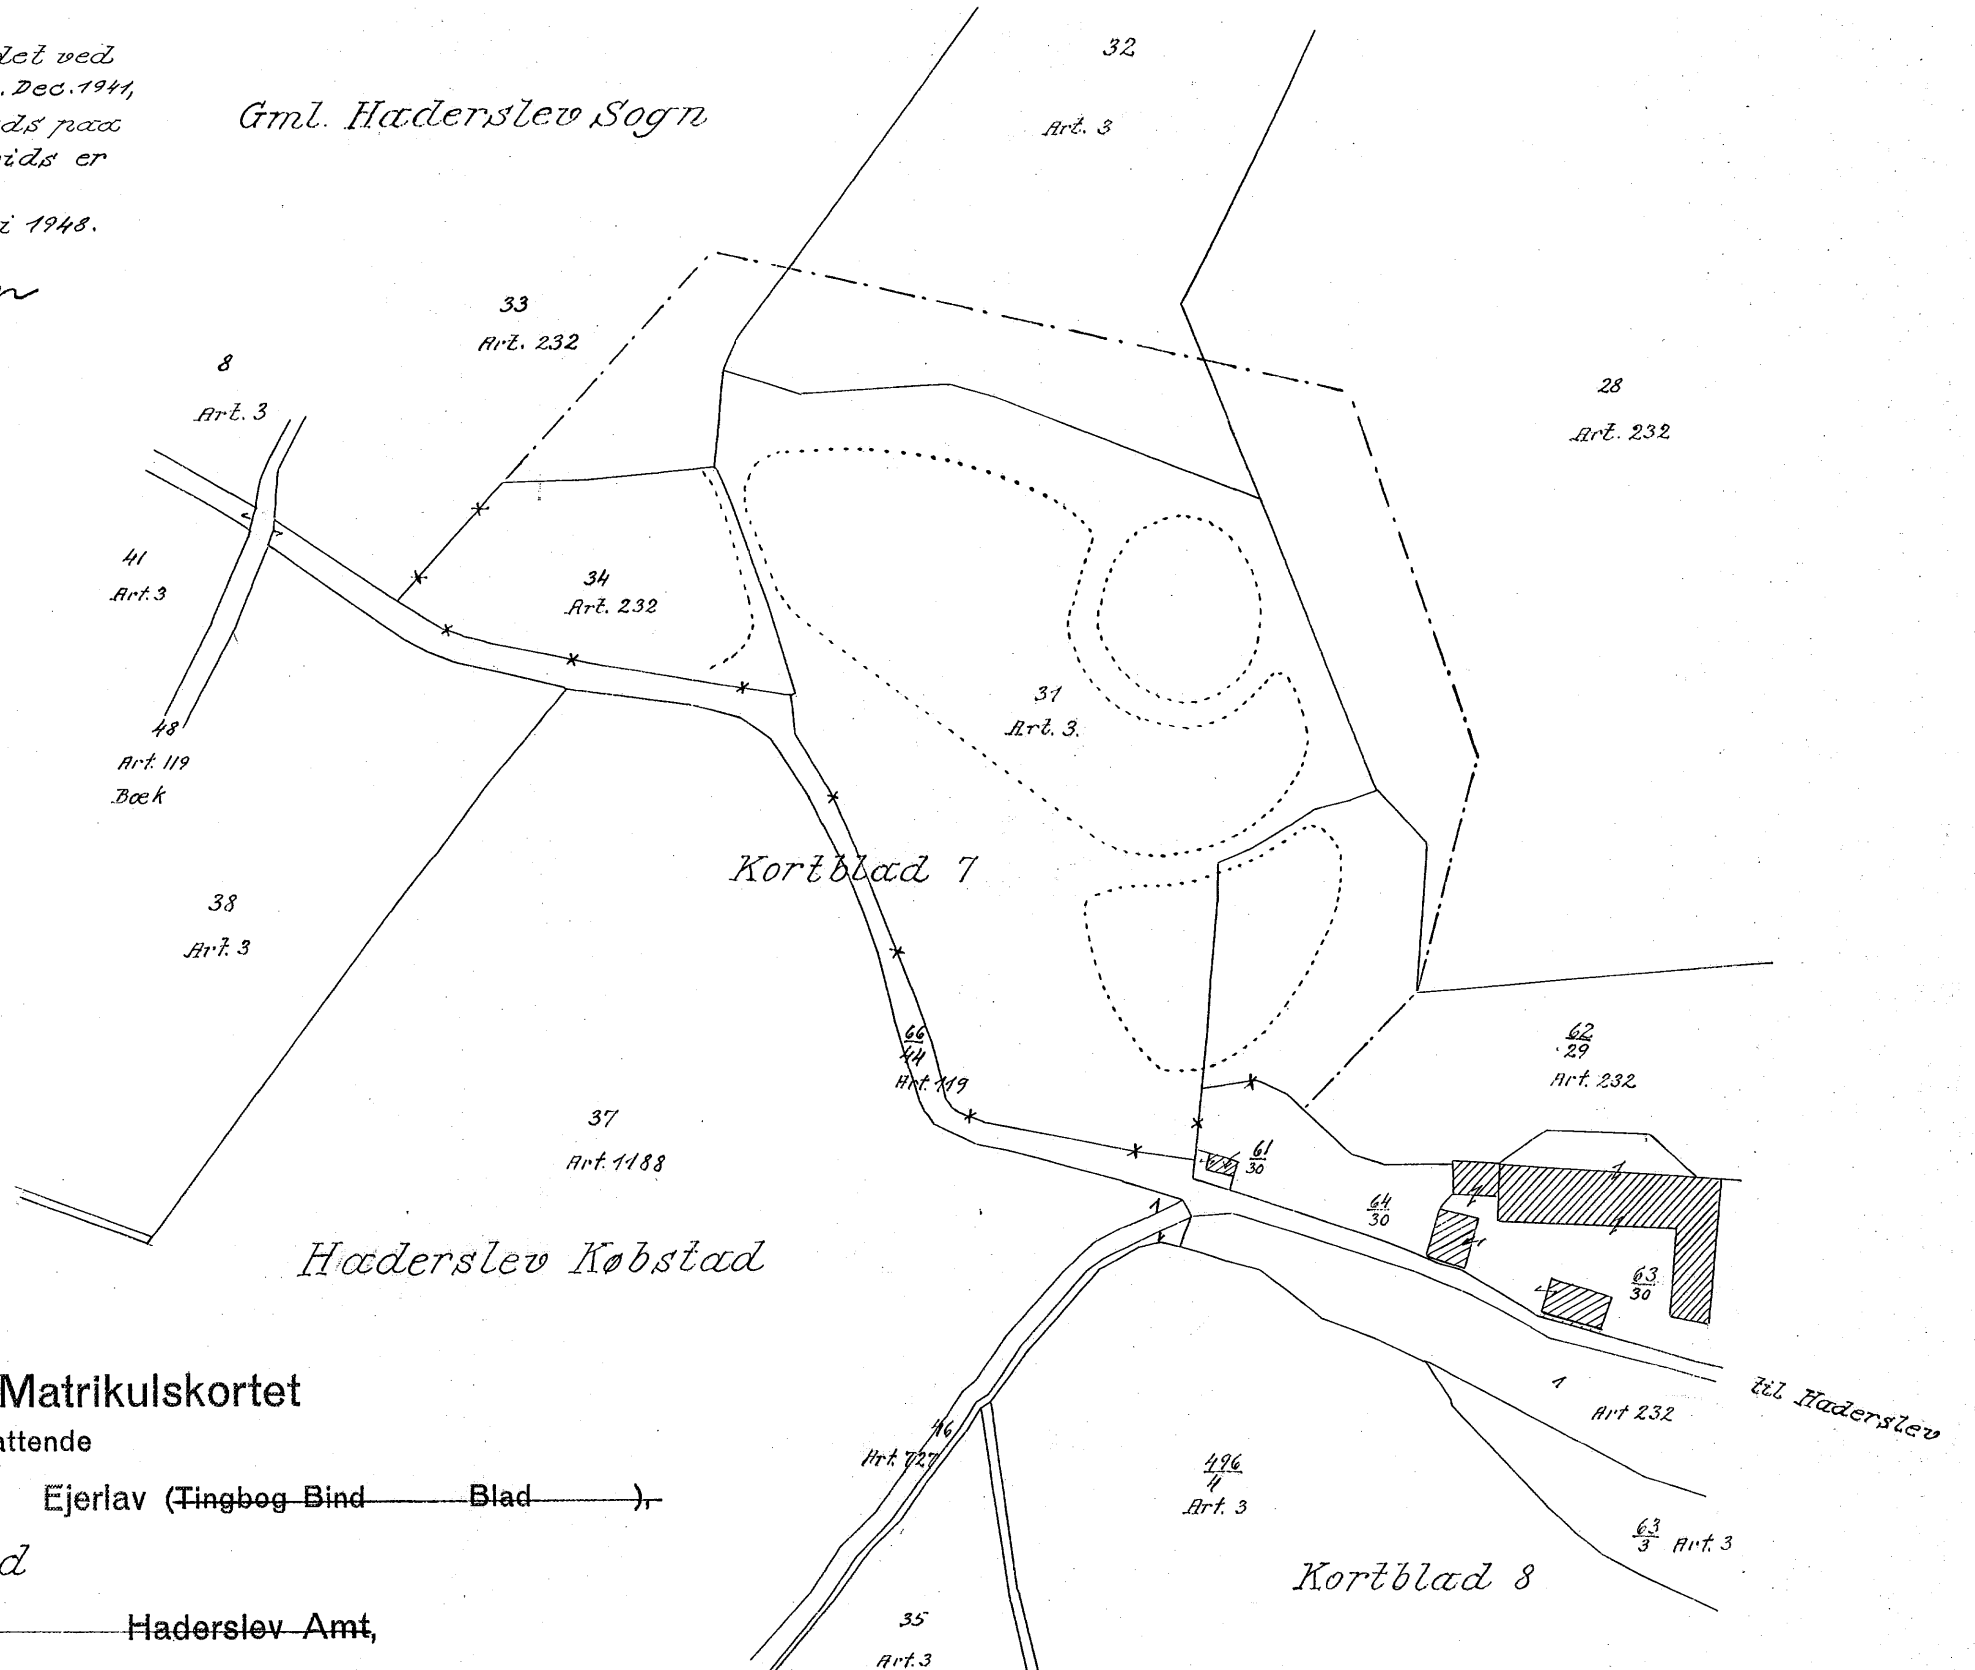 det ved
. Dec. 1941,
ds paa
ids er
i 1948.
Gml. Haderslev Sogn
32
Art. 3
33
Art. 232
28
Art. 232
8
Art. 3
41
Art. 3
34
Art. 232
31
Art. 3.
48
Art. 119
Bæk
Kortblad 7
38
Art. 3
66
44
Art. 119
62
29
Art. 232
37
Art. 1188
61
30
64
30
63
30
Haderslev Købstad
til Haderslev
1
Art 232
Matrikulskortet
attende
Ejerlav (Tingbog Bind Blad ),
d
Haderslev Amt,
46
Art. 727
496
4
Art. 3
63
3 Art. 3
Kortblad 8
35
Art. 3